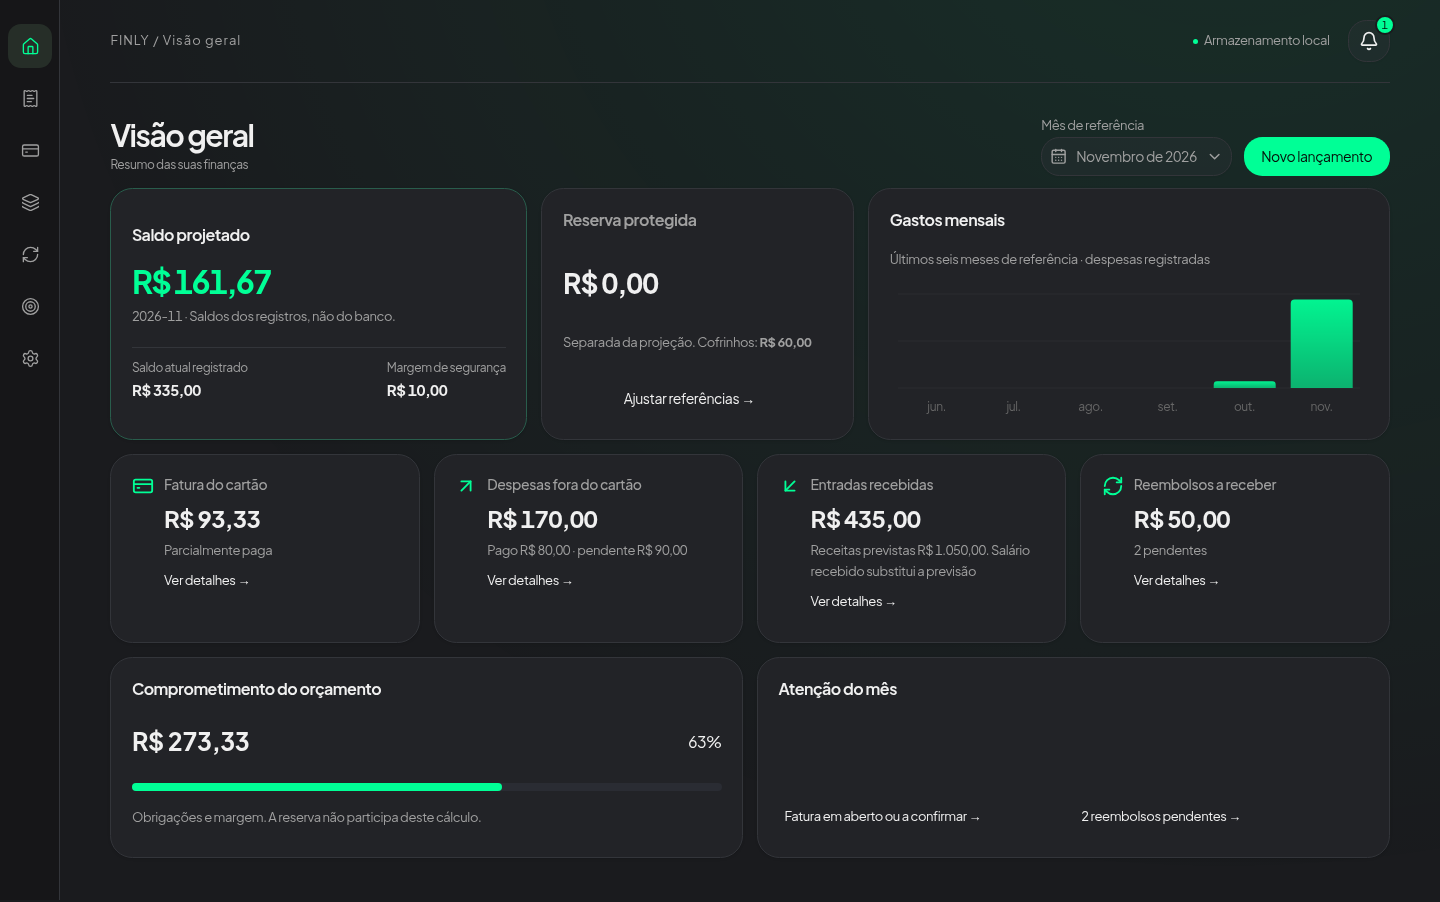 FINLY / Visão geral
Armazenamento local
1
Visão geral
Resumo das suas finanças
Mês de referência
Novembro de 2026
Novo lançamento
Saldo projetado
R$ 161,67
2026-11 · Saldos dos registros, não do banco.
Saldo atual registrado
R$ 335,00
Margem de segurança
R$ 10,00
Reserva protegida
R$ 0,00
Separada da projeção. Cofrinhos: R$ 60,00
Ajustar referências →
Gastos mensais
Últimos seis meses de referência · despesas registradas
jun. jul. ago. set. out. nov.
Fatura do cartão
R$ 93,33
Parcialmente paga
Ver detalhes →
Despesas fora do cartão
R$ 170,00
Pago R$ 80,00 · pendente R$ 90,00
Ver detalhes →
Entradas recebidas
R$ 435,00
Receitas previstas R$ 1.050,00. Salário
recebido substitui a previsão
Ver detalhes →
Reembolsos a receber
R$ 50,00
2 pendentes
Ver detalhes →
Comprometimento do orçamento
R$ 273,33
63%
Obrigações e margem. A reserva não participa deste cálculo.
Atenção do mês
Fatura em aberto ou a confirmar →
2 reembolsos pendentes →